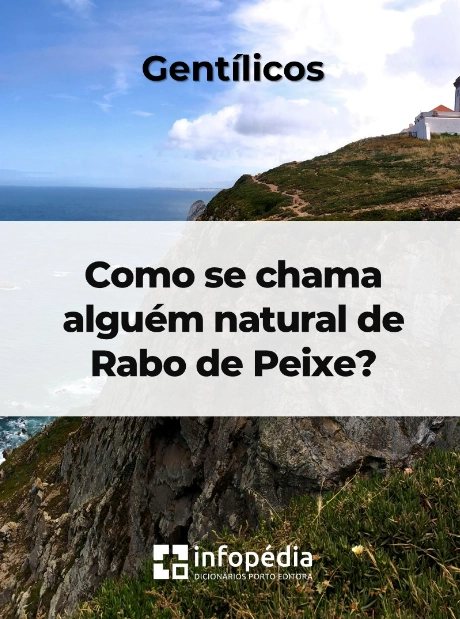 Gentílicos
Como se chama
alguém natural de
Rabo de Peixe?
infopédia
DICIONÁRIOS PORTO EDITORA